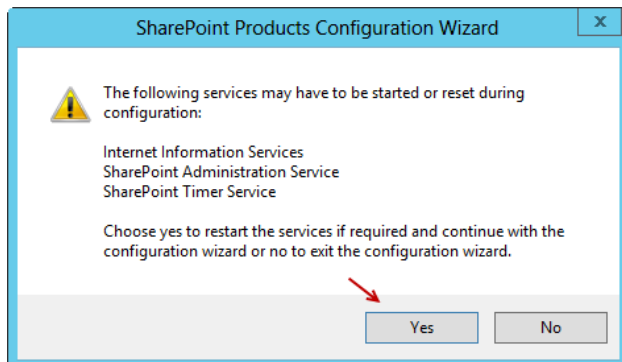 SharePoint Products Configuration Wizard
x
The following services may have to be started or reset during
configuration:
Internet Information Services
SharePoint Administration Service
SharePoint Timer Service
Choose yes to restart the services if required and continue with the
configuration wizard or no to exit the configuration wizard.
Yes
No